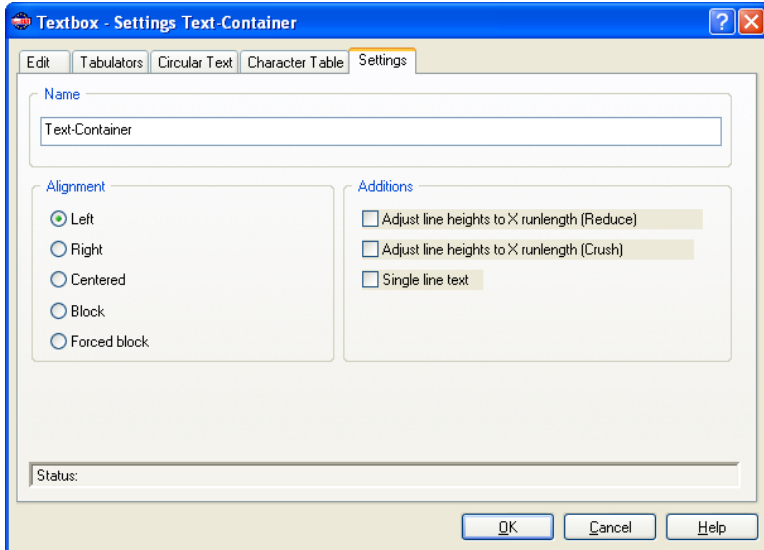 Textbox - Settings Text-Container
Edit Tabulators Circular Text Character Table Settings
Name
Text-Container
Alignment
Left
Right
Centered
Block
Forced block
Additions
Adjust line heights to X runlength (Reduce)
Adjust line heights to X runlength (Crush)
Single line text
Status:
OK Cancel Help